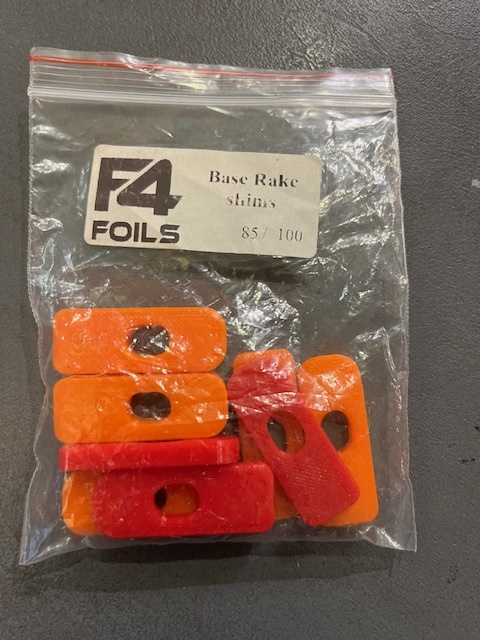 F4
FOILS
Base Rake
shims
85 / 100